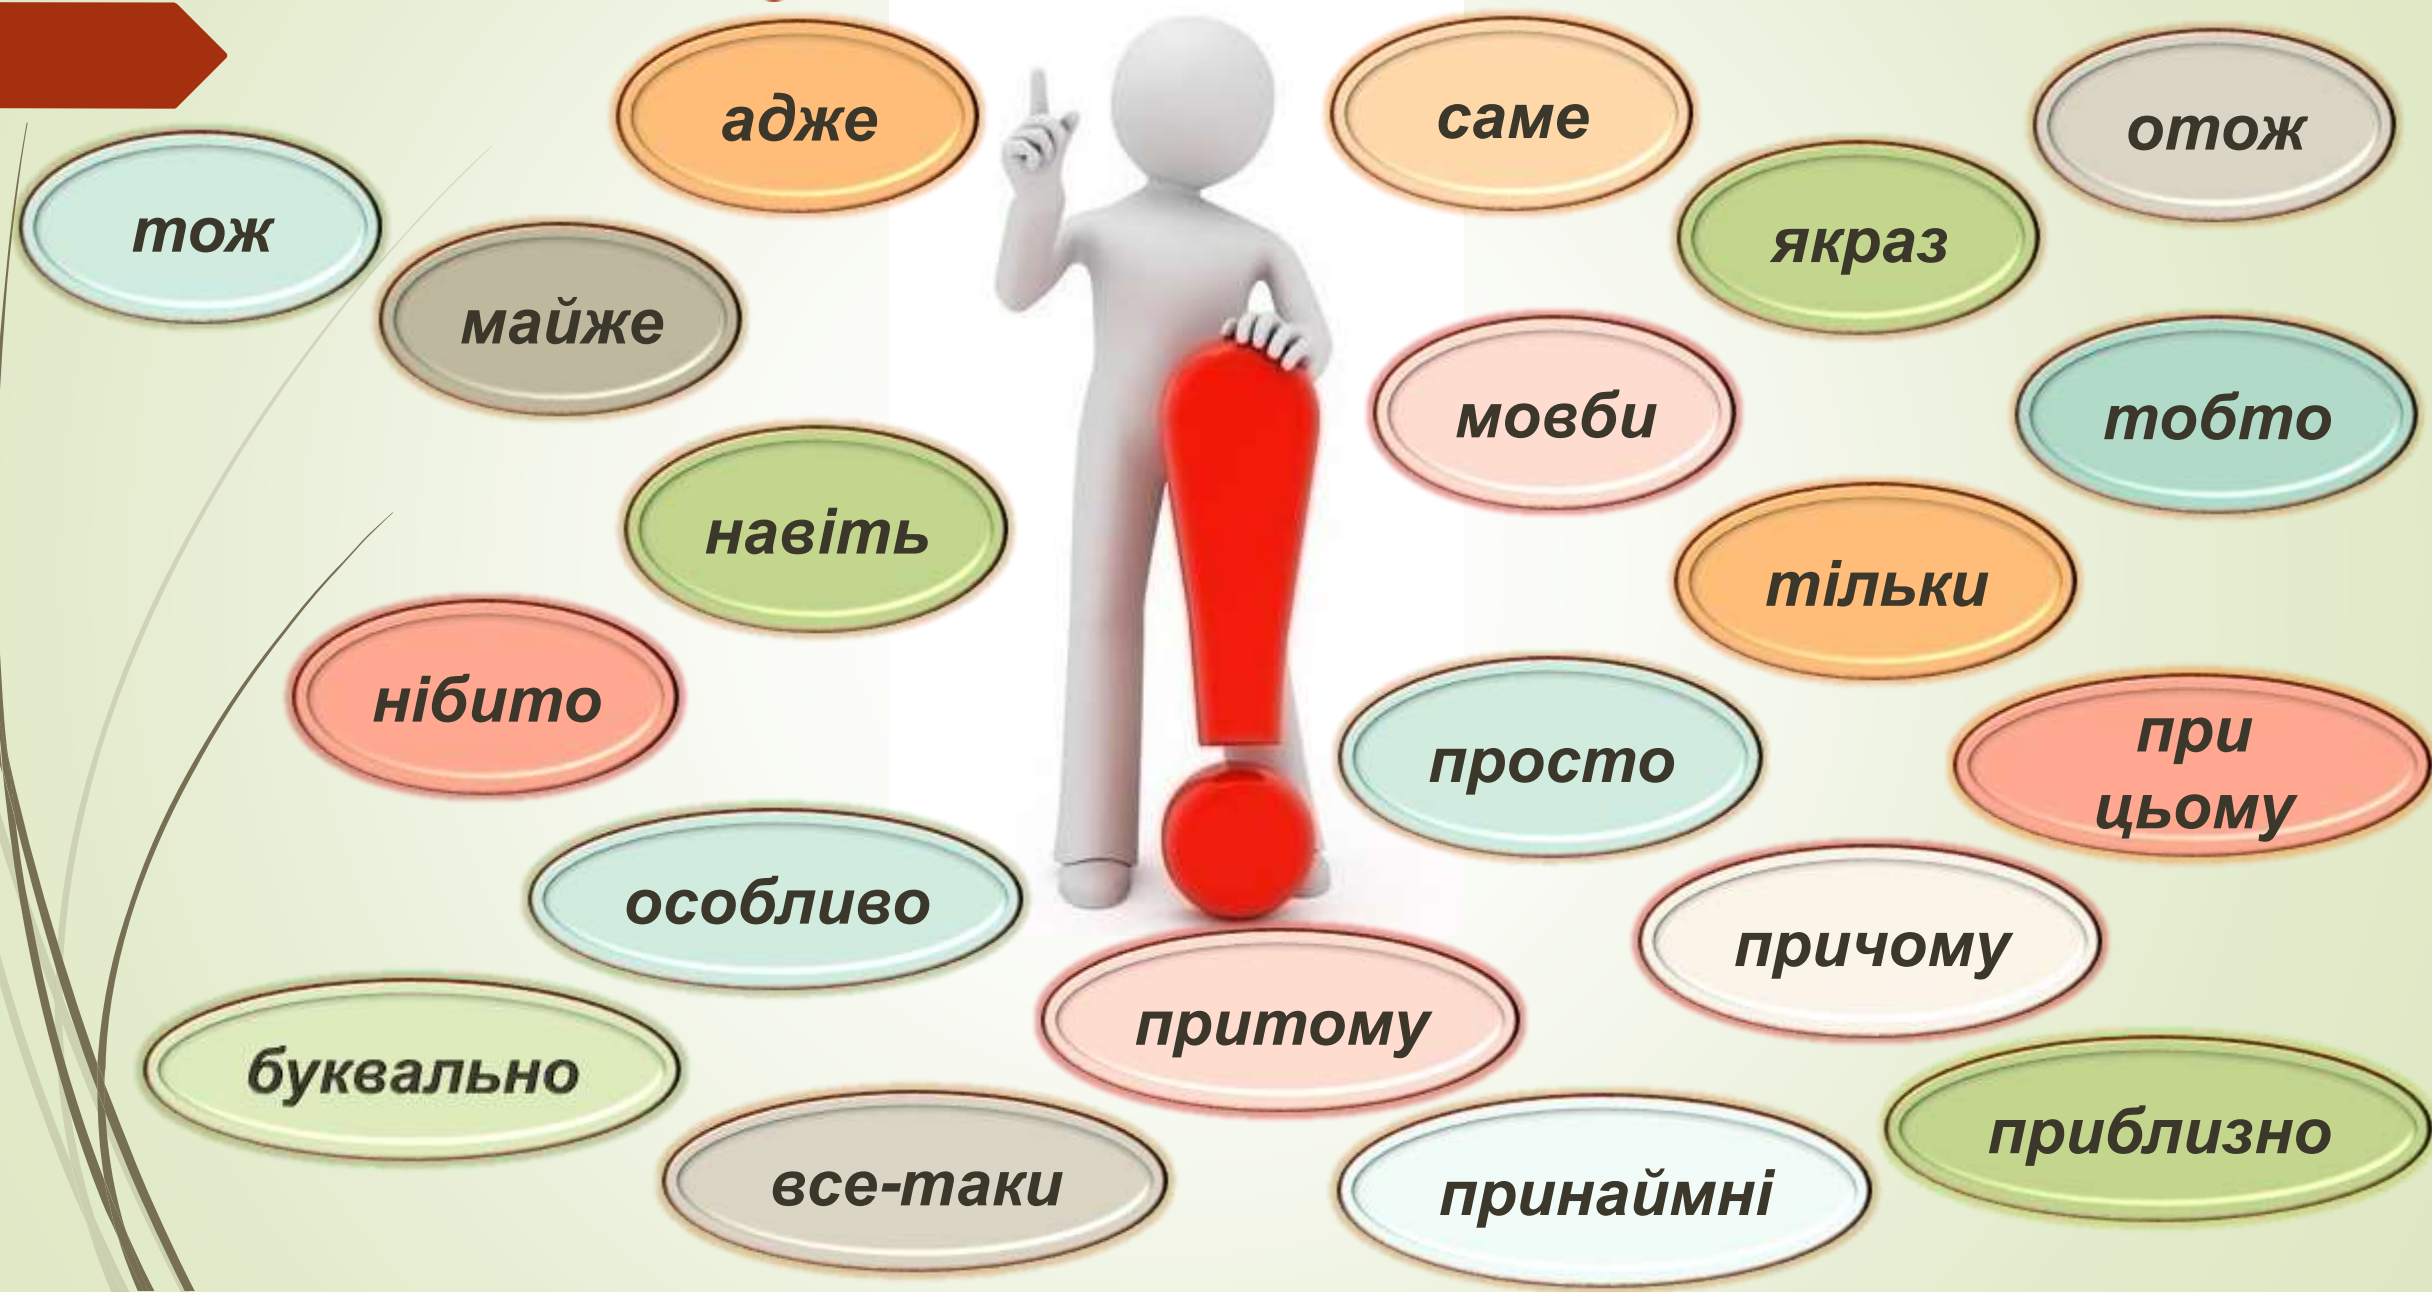 адже
саме
отож
тож
якраз
майже
мовби
тобто
навіть
тільки
нібито
просто
при
цьому
особливо
причому
притому
буквально
приблизно
все-таки
принаймні